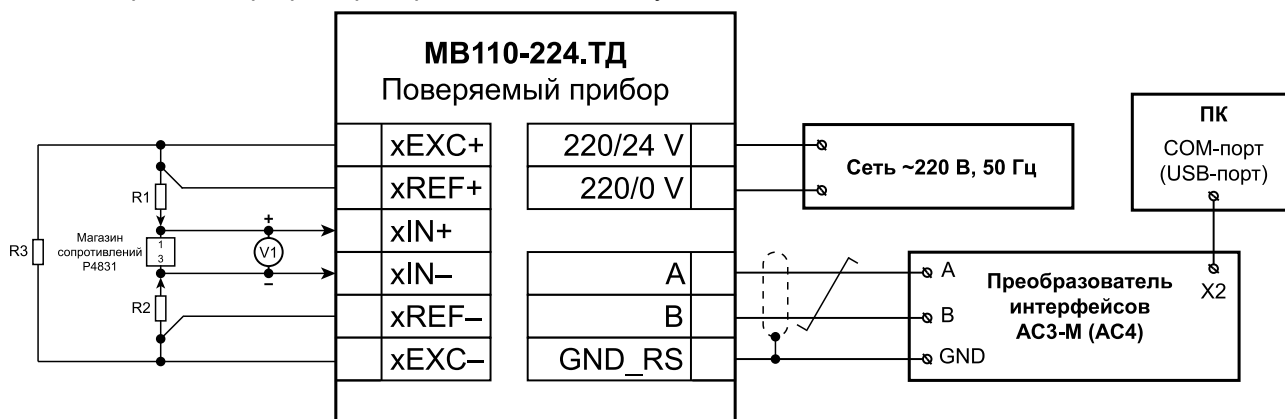 МВ110-224.ТД
Поверяемый прибор
xEXC+
xREF+
xIN+
xIN–
xREF–
xEXC–
220/24 V
220/0 V
A
B
GND_RS
R1
R2
R3
Магазин
сопротивлений
Р4831
1
3
+
V1
–
Сеть ~220 В, 50 Гц
ПК
COM-порт
(USB-порт)
A
B
GND
X2
Преобразователь
интерфейсов
АС3-М (АС4)